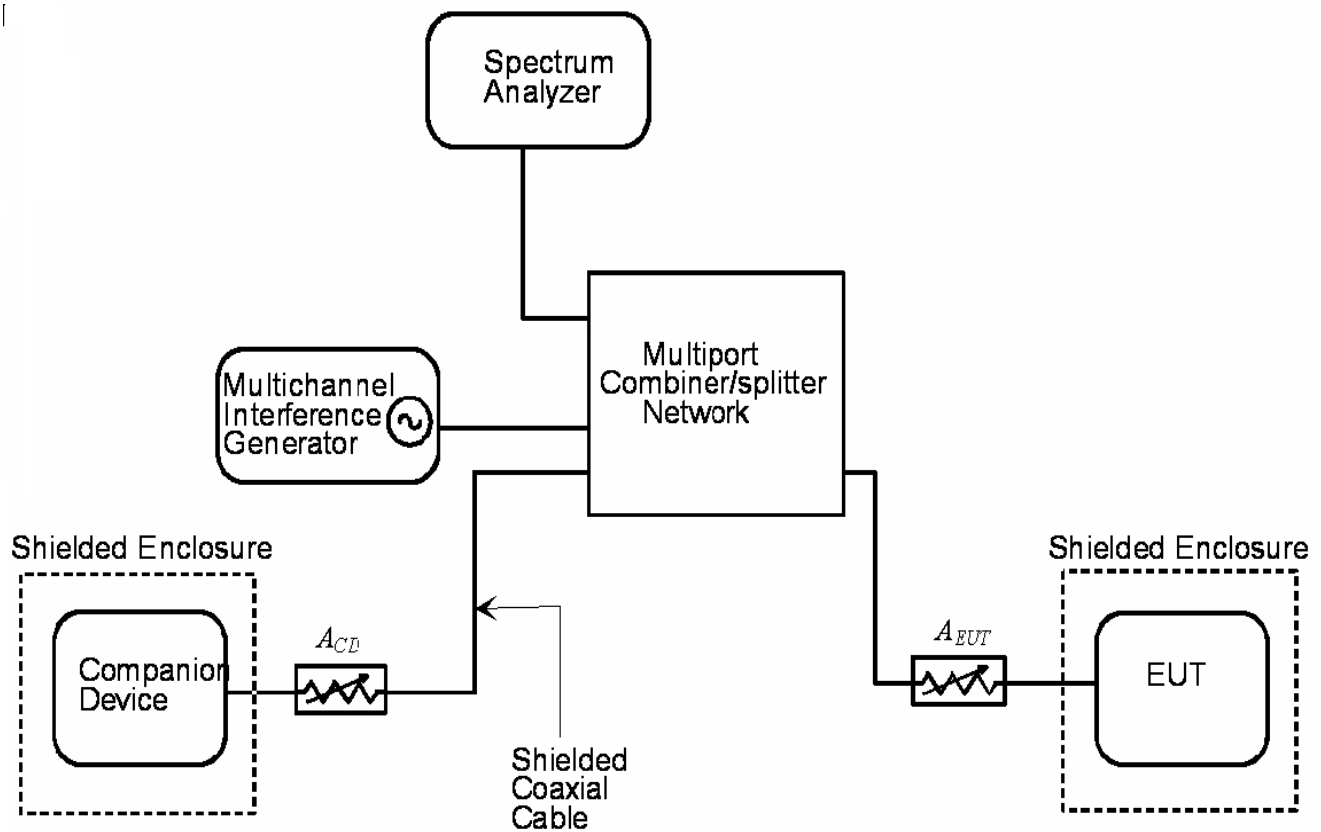 Spectrum
Analyzer
Multiport
Combiner/splitter
Network
Multichannel
Interference
Generator
Shielded Enclosure
Shielded Enclosure
A_CD
A_EUT
Companion
Device
EUT
Shielded
Coaxial
Cable